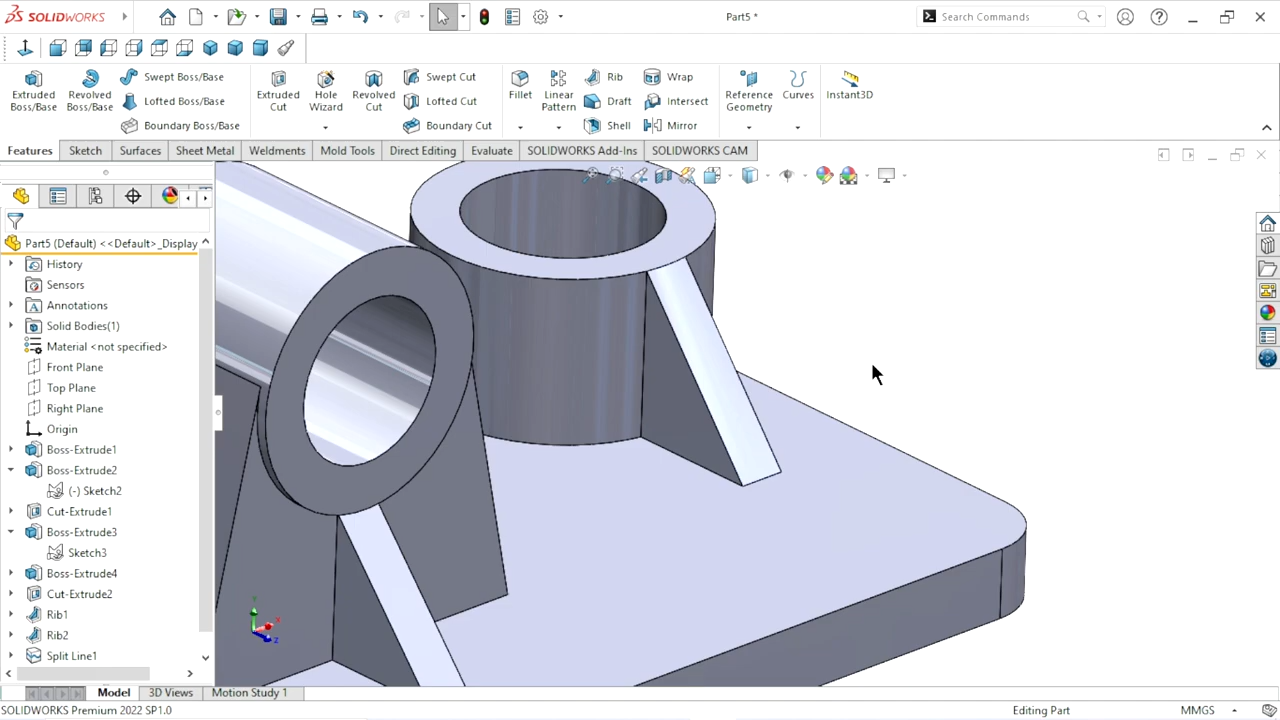 SOLIDWORKS
Part5 *
Search Commands
Extruded Boss/Base
Revolved Boss/Base
Swept Boss/Base
Lofted Boss/Base
Boundary Boss/Base
Extruded Cut
Hole Wizard
Revolved Cut
Swept Cut
Lofted Cut
Boundary Cut
Fillet
Linear Pattern
Rib
Draft
Shell
Wrap
Intersect
Mirror
Reference Geometry
Curves
Instant3D
Features
Sketch
Surfaces
Sheet Metal
Weldments
Mold Tools
Direct Editing
Evaluate
SOLIDWORKS Add-Ins
SOLIDWORKS CAM
Part5 (Default) <<Default>_Display
History
Sensors
Annotations
Solid Bodies(1)
Material <not specified>
Front Plane
Top Plane
Right Plane
Origin
Boss-Extrude1
Boss-Extrude2
(-) Sketch2
Cut-Extrude1
Boss-Extrude3
Sketch3
Boss-Extrude4
Cut-Extrude2
Rib1
Rib2
Split Line1
Model
3D Views
Motion Study 1
SOLIDWORKS Premium 2022 SP1.0
Editing Part
MMGS